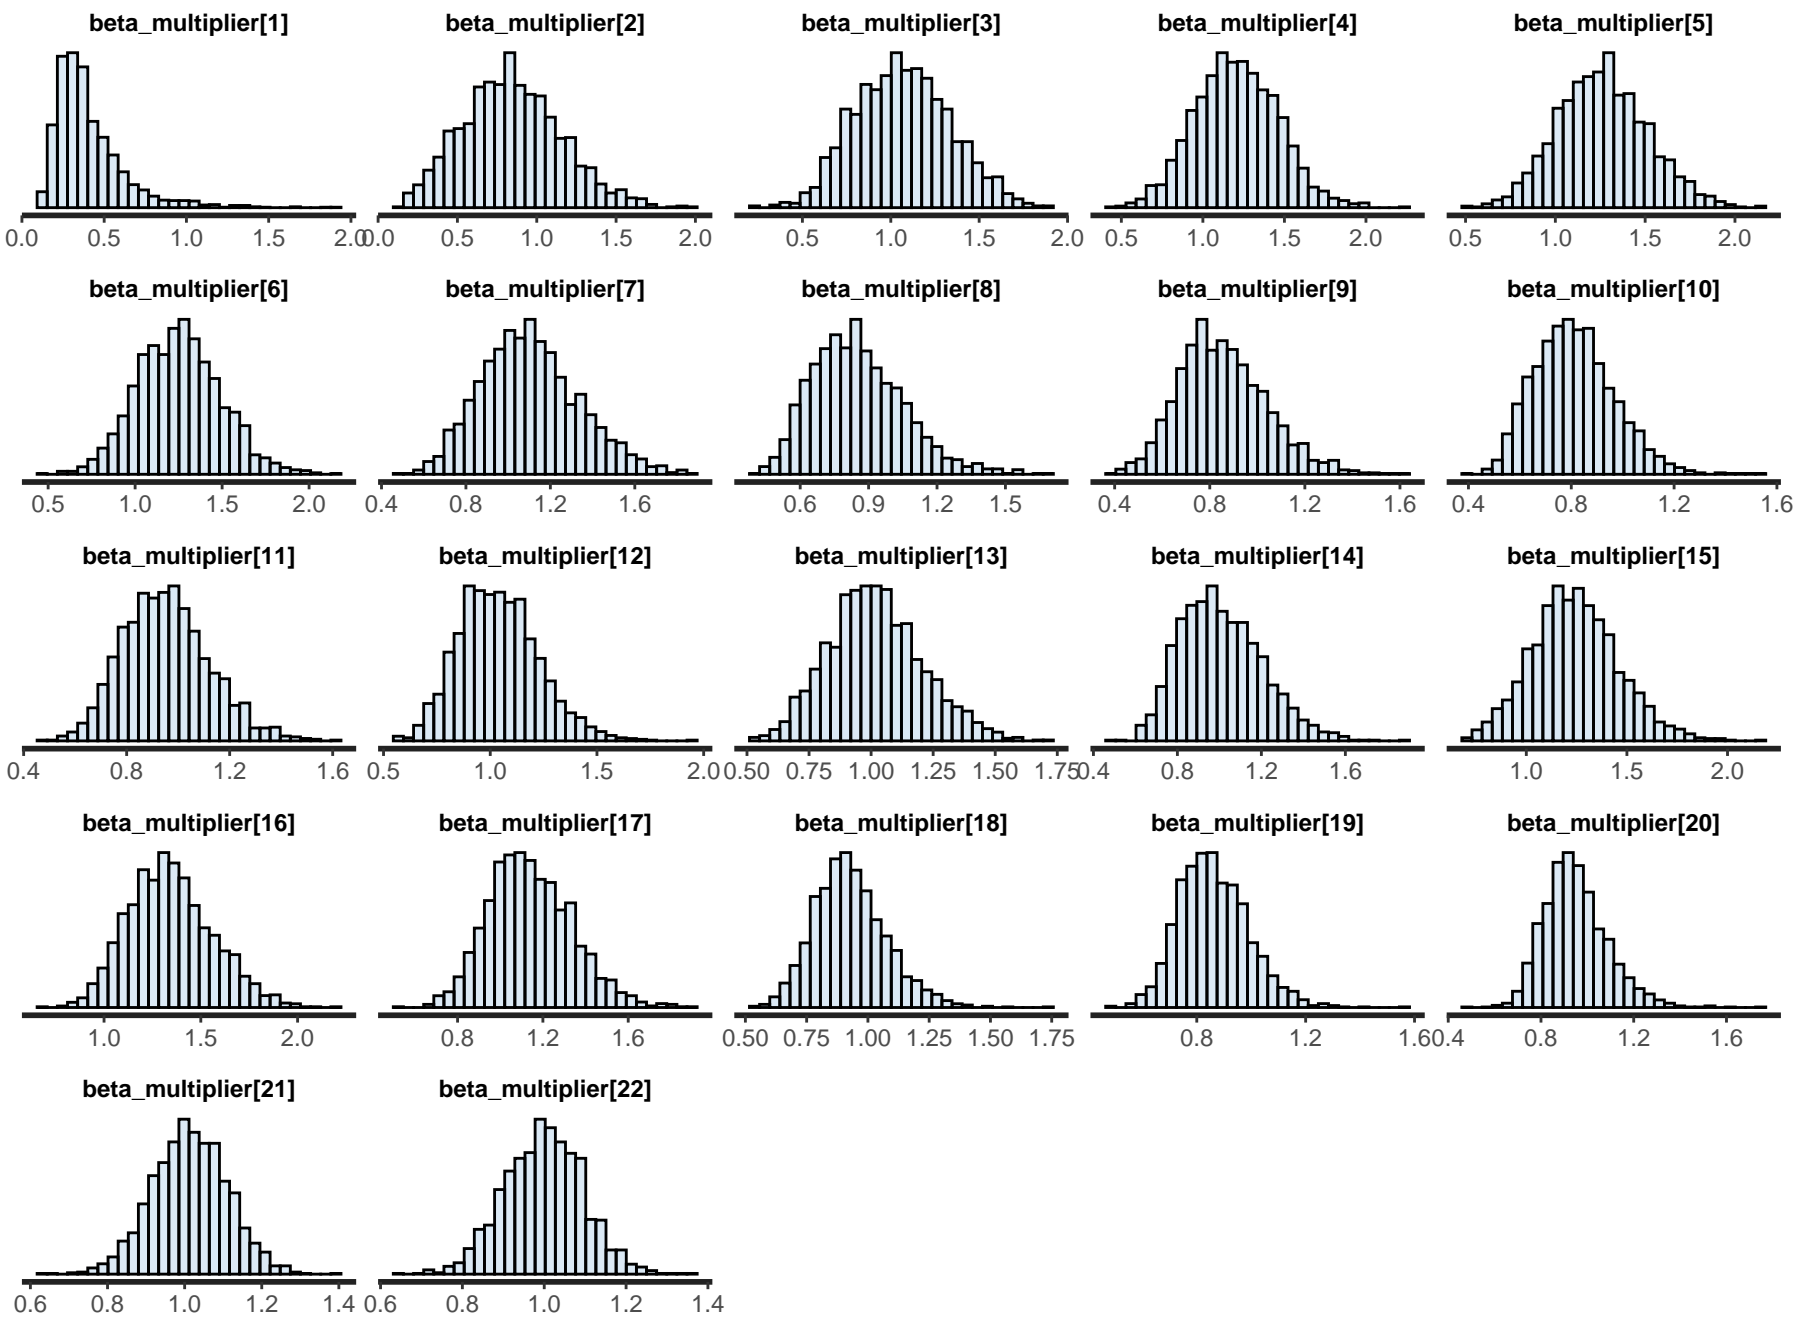 beta_multiplier[1] beta_multiplier[2] beta_multiplier[3] beta_multiplier[4] beta_multiplier[5]
0.0 0.5 1.0 1.5 2.0 0.0 0.5 1.0 1.5 2.0 0.5 1.0 1.5 2.0 0.5 1.0 1.5 2.0 0.5 1.0 1.5 2.0
beta_multiplier[6] beta_multiplier[7] beta_multiplier[8] beta_multiplier[9] beta_multiplier[10]
0.5 1.0 1.5 2.0 0.4 0.8 1.2 1.6 0.6 0.9 1.2 1.5 0.4 0.8 1.2 1.6 0.4 0.8 1.2 1.6
beta_multiplier[11] beta_multiplier[12] beta_multiplier[13] beta_multiplier[14] beta_multiplier[15]
0.4 0.8 1.2 1.6 0.5 1.0 1.5 2.0 0.50 0.75 1.00 1.25 1.50 1.75 0.4 0.8 1.2 1.6 1.0 1.5 2.0
beta_multiplier[16] beta_multiplier[17] beta_multiplier[18] beta_multiplier[19] beta_multiplier[20]
1.0 1.5 2.0 0.8 1.2 1.6 0.50 0.75 1.00 1.25 1.50 1.75 0.8 1.2 1.6 0.4 0.8 1.2 1.6
beta_multiplier[21] beta_multiplier[22]
0.6 0.8 1.0 1.2 1.4 0.6 0.8 1.0 1.2 1.4